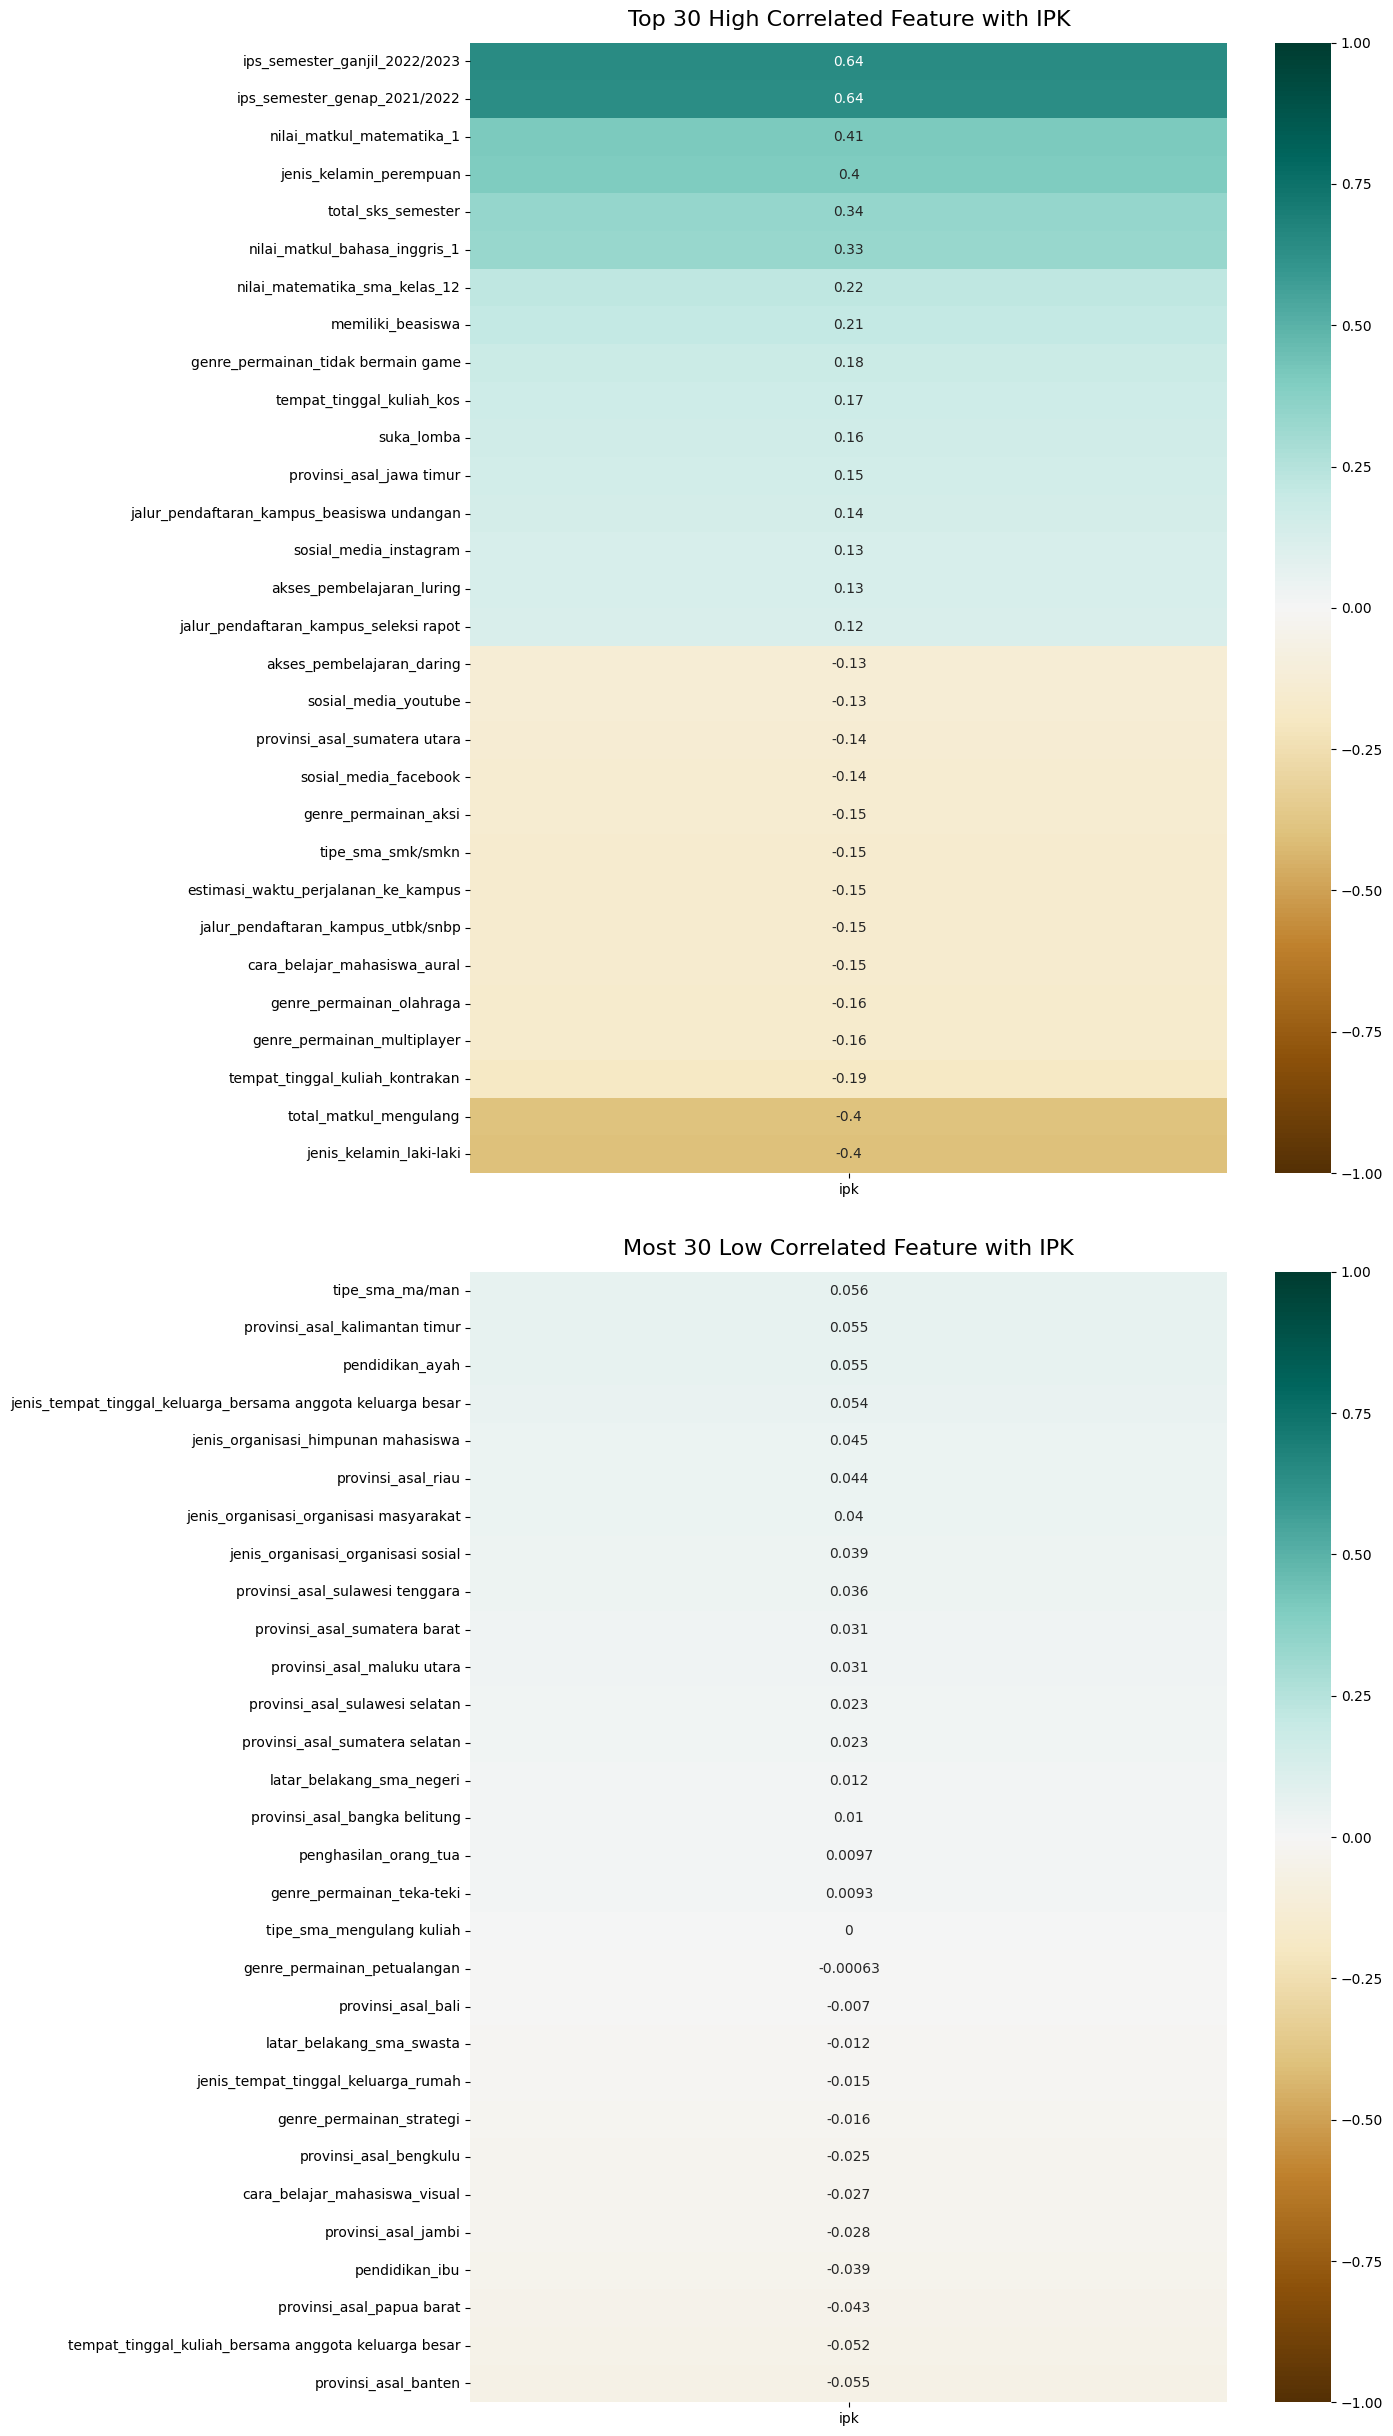 Top 30 High Correlated Feature with IPK
ips_semester_ganjil_2022/2023 0.64
ips_semester_genap_2021/2022 0.64
nilai_matkul_matematika_1 0.41
jenis_kelamin_perempuan 0.4
total_sks_semester 0.34
nilai_matkul_bahasa_inggris_1 0.33
nilai_matematika_sma_kelas_12 0.22
memiliki_beasiswa 0.21
genre_permainan_tidak bermain game 0.18
tempat_tinggal_kuliah_kos 0.17
suka_lomba 0.16
provinsi_asal_jawa timur 0.15
jalur_pendaftaran_kampus_beasiswa undangan 0.14
sosial_media_instagram 0.13
akses_pembelajaran_luring 0.13
jalur_pendaftaran_kampus_seleksi rapot 0.12
akses_pembelajaran_daring -0.13
sosial_media_youtube -0.13
provinsi_asal_sumatera utara -0.14
sosial_media_facebook -0.14
genre_permainan_aksi -0.15
tipe_sma_smk/smkn -0.15
estimasi_waktu_perjalanan_ke_kampus -0.15
jalur_pendaftaran_kampus_utbk/snbp -0.15
cara_belajar_mahasiswa_aural -0.15
genre_permainan_olahraga -0.16
genre_permainan_multiplayer -0.16
tempat_tinggal_kuliah_kontrakan -0.19
total_matkul_mengulang -0.4
jenis_kelamin_laki-laki -0.4
ipk
1.00
0.75
0.50
0.25
0.00
−0.25
−0.50
−0.75
−1.00
Most 30 Low Correlated Feature with IPK
tipe_sma_ma/man 0.056
provinsi_asal_kalimantan timur 0.055
pendidikan_ayah 0.055
jenis_tempat_tinggal_keluarga_bersama anggota keluarga besar 0.054
jenis_organisasi_himpunan mahasiswa 0.045
provinsi_asal_riau 0.044
jenis_organisasi_organisasi masyarakat 0.04
jenis_organisasi_organisasi sosial 0.039
provinsi_asal_sulawesi tenggara 0.036
provinsi_asal_sumatera barat 0.031
provinsi_asal_maluku utara 0.031
provinsi_asal_sulawesi selatan 0.023
provinsi_asal_sumatera selatan 0.023
latar_belakang_sma_negeri 0.012
provinsi_asal_bangka belitung 0.01
penghasilan_orang_tua 0.0097
genre_permainan_teka-teki 0.0093
tipe_sma_mengulang kuliah 0
genre_permainan_petualangan -0.00063
provinsi_asal_bali -0.007
latar_belakang_sma_swasta -0.012
jenis_tempat_tinggal_keluarga_rumah -0.015
genre_permainan_strategi -0.016
provinsi_asal_bengkulu -0.025
cara_belajar_mahasiswa_visual -0.027
provinsi_asal_jambi -0.028
pendidikan_ibu -0.039
provinsi_asal_papua barat -0.043
tempat_tinggal_kuliah_bersama anggota keluarga besar -0.052
provinsi_asal_banten -0.055
ipk
1.00
0.75
0.50
0.25
0.00
−0.25
−0.50
−0.75
−1.00